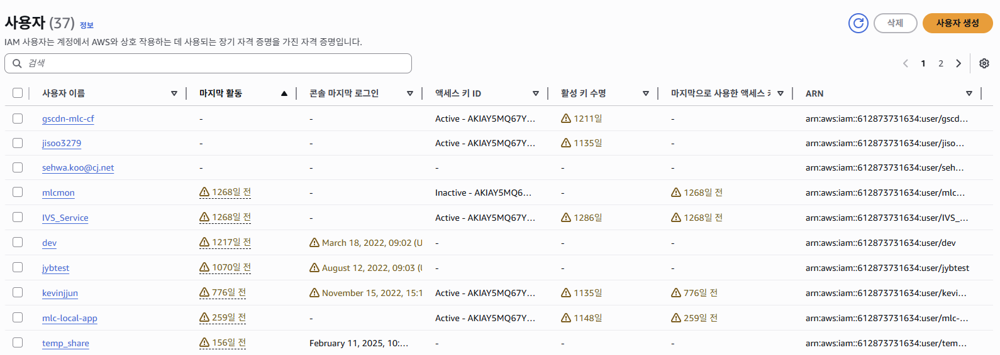 사용자 (37) 정보
삭제
사용자 생성
IAM 사용자는 계정에서 AWS와 상호 작용하는 데 사용되는 장기 자격 증명을 가진 자격 증명입니다.
검색
1 2
사용자 이름 마지막 활동 콘솔 마지막 로그인 액세스 키 ID 활성 키 수명 마지막으로 사용한 액세스 ARN
gscdn-mlc-cf - - Active - AKIAY5MQ67Y... 1211일 - arn:aws:iam::612873731634:user/gscd...
jisoo3279 - - Active - AKIAY5MQ67Y... 1135일 - arn:aws:iam::612873731634:user/jiso...
sehwa.koo@cj.net - - - - - arn:aws:iam::612873731634:user/seh...
mlcmon 1268일 전 - Inactive - AKIAY5MQ6... - 1268일 전 arn:aws:iam::612873731634:user/mlc...
IVS_Service 1268일 전 - Active - AKIAY5MQ67Y... 1286일 1268일 전 arn:aws:iam::612873731634:user/IVS_...
dev 1217일 전 March 18, 2022, 09:02 (U - - - arn:aws:iam::612873731634:user/dev
jybtest 1070일 전 August 12, 2022, 09:03 (U - - - arn:aws:iam::612873731634:user/jybtest
kevinjjun 776일 전 November 15, 2022, 15:1 Active - AKIAY5MQ67Y... 1135일 776일 전 arn:aws:iam::612873731634:user/kevi...
mlc-local-app 259일 전 - Active - AKIAY5MQ67Y... 1148일 259일 전 arn:aws:iam::612873731634:user/mlc-...
temp_share 156일 전 February 11, 2025, 10:... - - - arn:aws:iam::612873731634:user/tem...